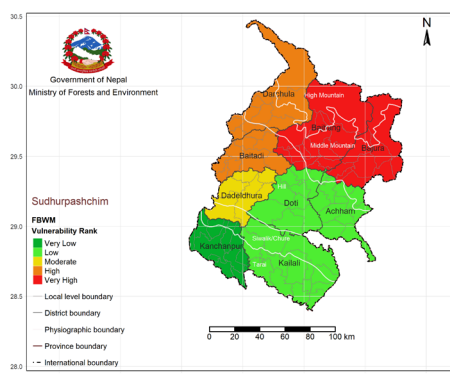 30.5
N
Government of Nepal
Ministry of Forests and Environment
30.0
Darchula
High Mountain
Bajhang
Middle Mountain
Bajura
29.5
Baitadi
Hill
Dadeldhura
Doti
Achham
Sudhurpashchim
FBWM
Vulnerability Rank
Very Low
Low
Moderate
High
Very High
29.0
Siwalik/Chure
Kanchanpur
Tarai
Kailali
Local level boundary
District boundary
Physiographic boundary
Province boundary
International boundary
28.5
0 20 40 60 80 100 km
28.0